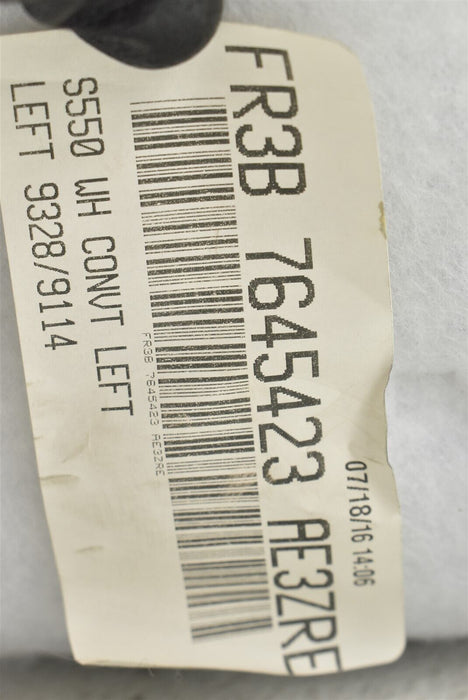 07/18/16 14:06
FR3B 7645423 AE3ZRE
FR3B 7645423 AE3ZRE
S550 WH CONVT LEFT
LEFT 9328/9114